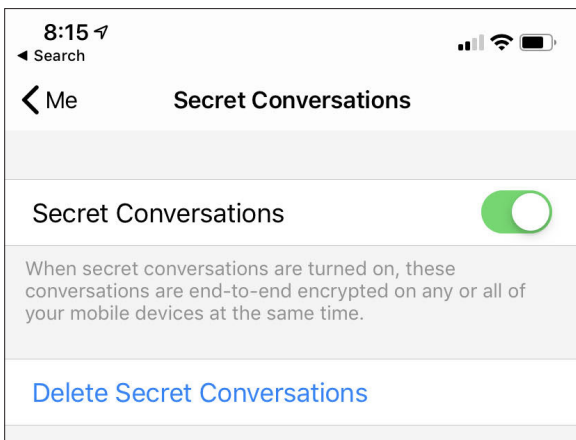 8:15
◀ Search
Me
Secret Conversations
Secret Conversations
When secret conversations are turned on, these
conversations are end-to-end encrypted on any or all of
your mobile devices at the same time.
Delete Secret Conversations